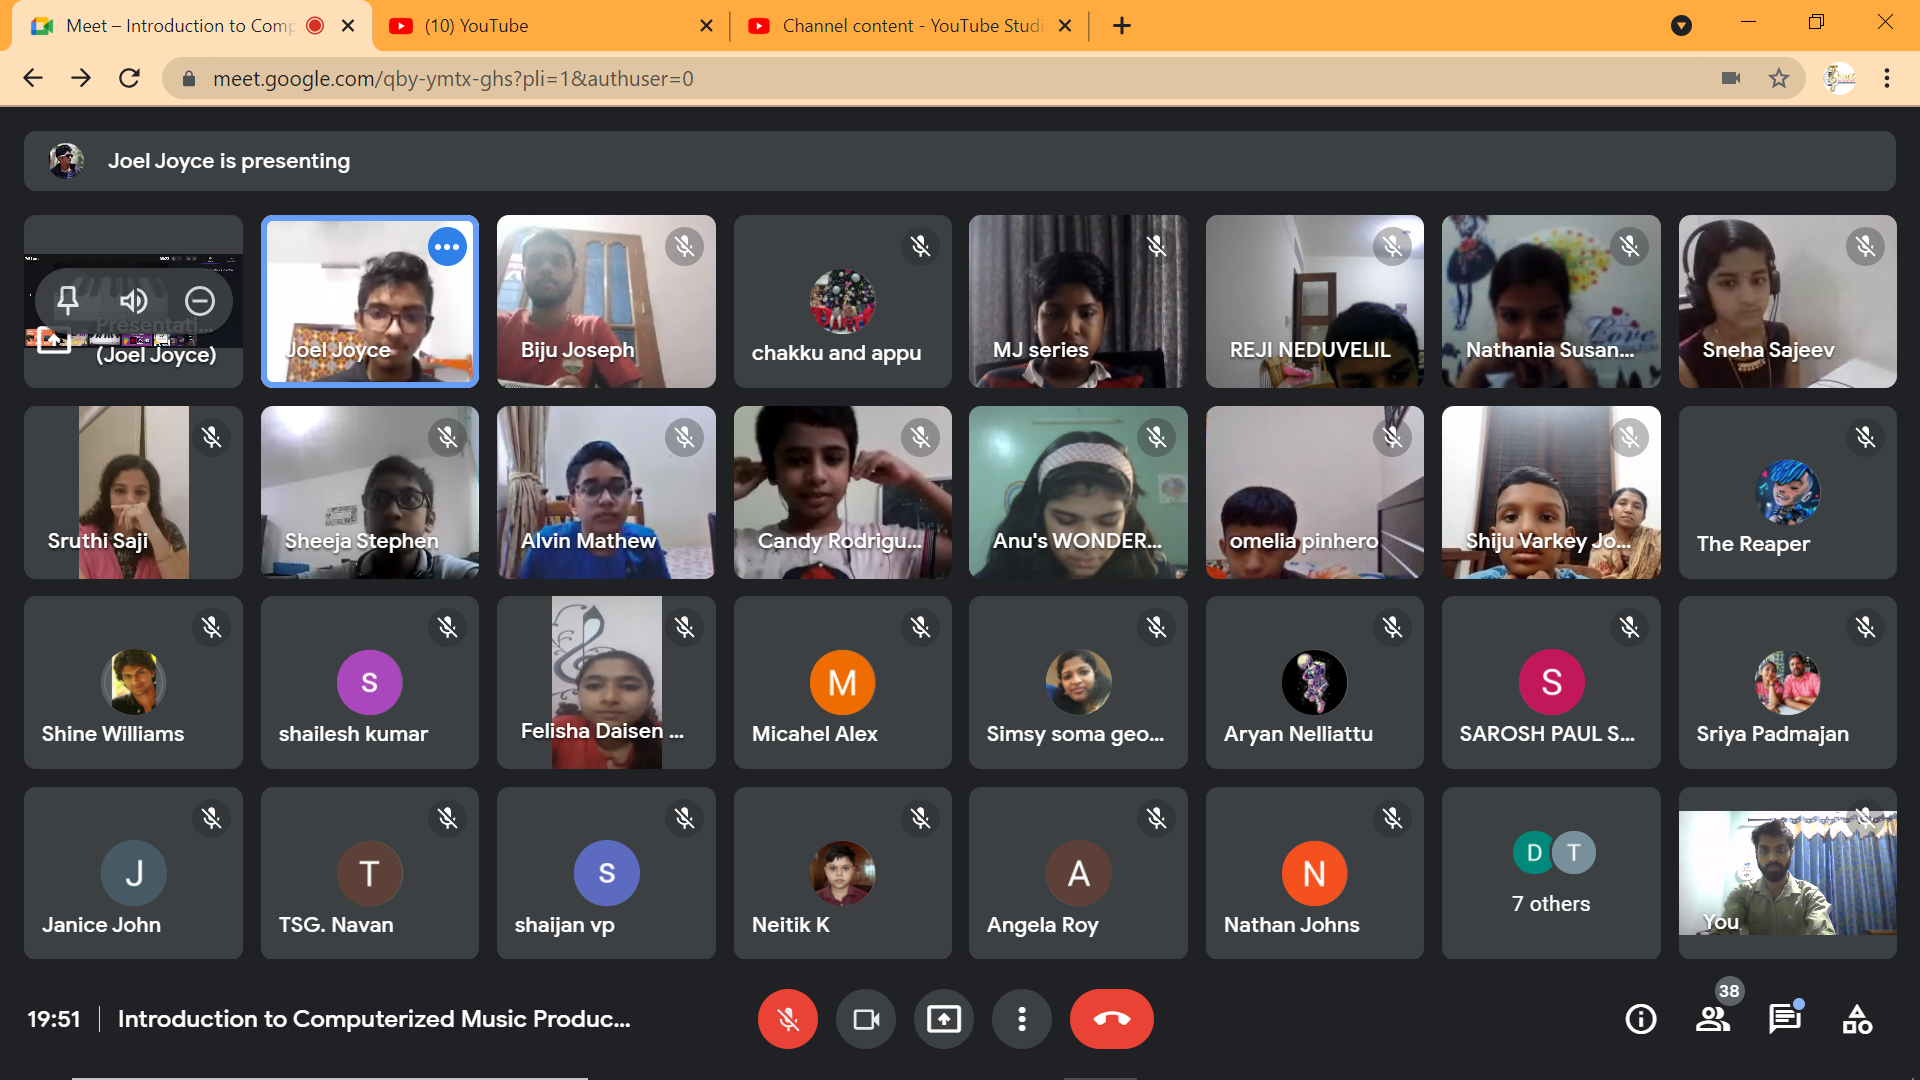 Meet – Introduction to Comp
(10) YouTube
Channel content - YouTube Studi
meet.google.com/qby-ymtx-ghs?pli=1&authuser=0
Joel Joyce is presenting
Presentati...
(Joel Joyce)
Joel Joyce
Biju Joseph
chakku and appu
MJ series
REJI NEDUVELIL
Nathania Susan...
Sneha Sajeev
Sruthi Saji
Sheeja Stephen
Alvin Mathew
Candy Rodrigu...
Anu's WONDER...
omelia pinhero
Shiju Varkey Jo...
The Reaper
Shine Williams
s
shailesh kumar
Felisha Daisen ...
M
Micahel Alex
Simsy soma geo...
Aryan Nelliattu
S
SAROSH PAUL S...
Sriya Padmajan
J
Janice John
T
TSG. Navan
s
shaijan vp
Neitik K
A
Angela Roy
N
Nathan Johns
D T
7 others
You
19:51
Introduction to Computerized Music Produc...
38